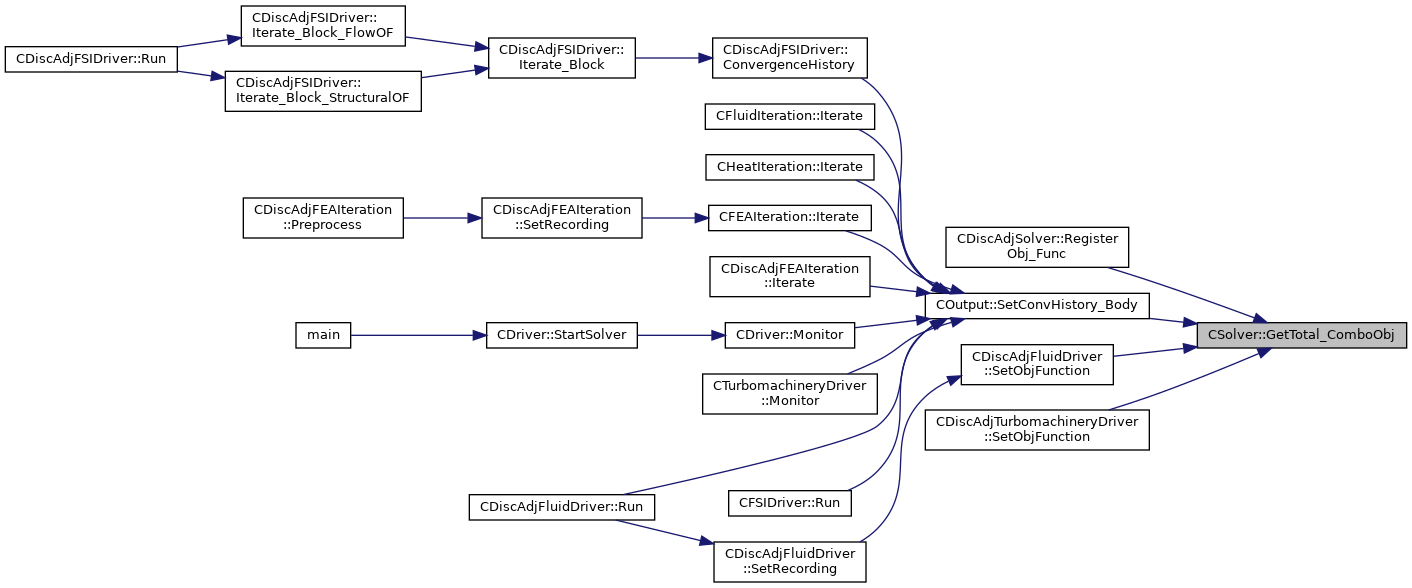 CDiscAdjFSIDriver::Run
CDiscAdjFSIDriver::
Iterate_Block_FlowOF
CDiscAdjFSIDriver::
Iterate_Block_StructuralOF
CDiscAdjFSIDriver::
Iterate_Block
CDiscAdjFSIDriver::
ConvergenceHistory
CFluidIteration::Iterate
CHeatIteration::Iterate
CDiscAdjFEAIteration
::Preprocess
CDiscAdjFEAIteration
::SetRecording
CFEAIteration::Iterate
CDiscAdjFEAIteration
::Iterate
main
CDriver::StartSolver
CDriver::Monitor
CTurbomachineryDriver
::Monitor
CDiscAdjFluidDriver::Run
CFSIDriver::Run
CDiscAdjFluidDriver
::SetRecording
CDiscAdjSolver::Register
Obj_Func
COutput::SetConvHistory_Body
CDiscAdjFluidDriver
::SetObjFunction
CDiscAdjTurbomachineryDriver
::SetObjFunction
CSolver::GetTotal_ComboObj